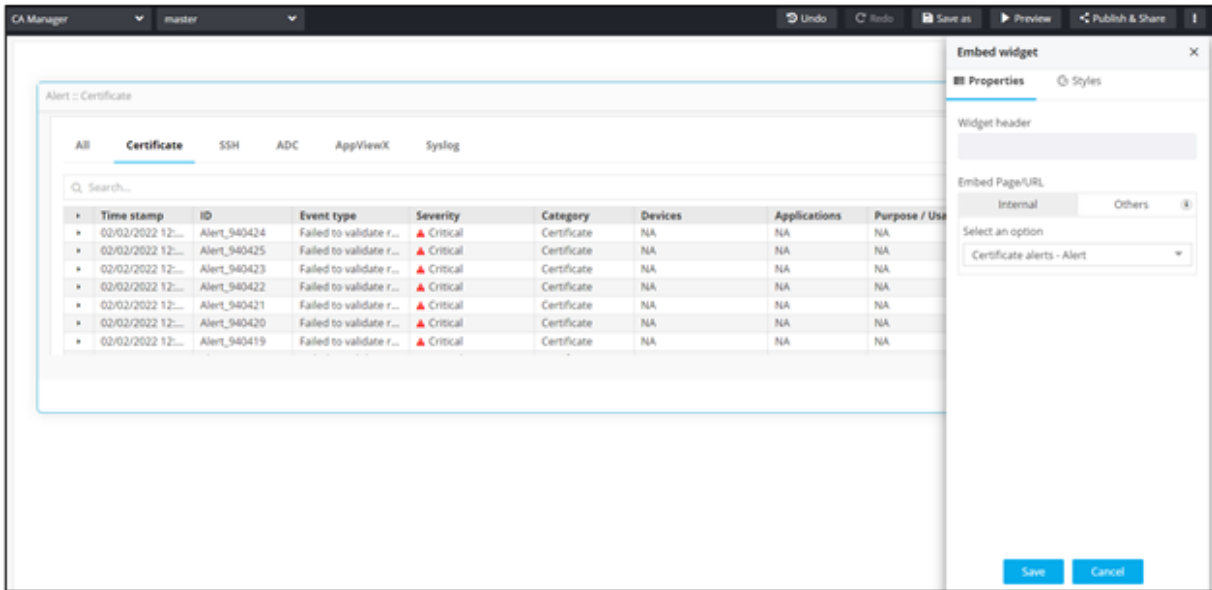 CA Manager master Undo Redo Save as Preview Publish & Share
Embed widget
Properties Styles
Alert :: Certificate
All Certificate SSH ADC AppViewX Syslog
Widget header
Search...
Embed Page/URL
Internal Others
Select an option
Certificate alerts - Alert
Time stamp ID Event type Severity Category Devices Applications Purpose / Usa
02/02/2022 12:... Alert_940424 Failed to validate r... Critical Certificate NA NA NA
02/02/2022 12:... Alert_940425 Failed to validate r... Critical Certificate NA NA NA
02/02/2022 12:... Alert_940423 Failed to validate r... Critical Certificate NA NA NA
02/02/2022 12:... Alert_940422 Failed to validate r... Critical Certificate NA NA NA
02/02/2022 12:... Alert_940421 Failed to validate r... Critical Certificate NA NA NA
02/02/2022 12:... Alert_940420 Failed to validate r... Critical Certificate NA NA NA
02/02/2022 12:... Alert_940419 Failed to validate r... Critical Certificate NA NA NA
Save Cancel